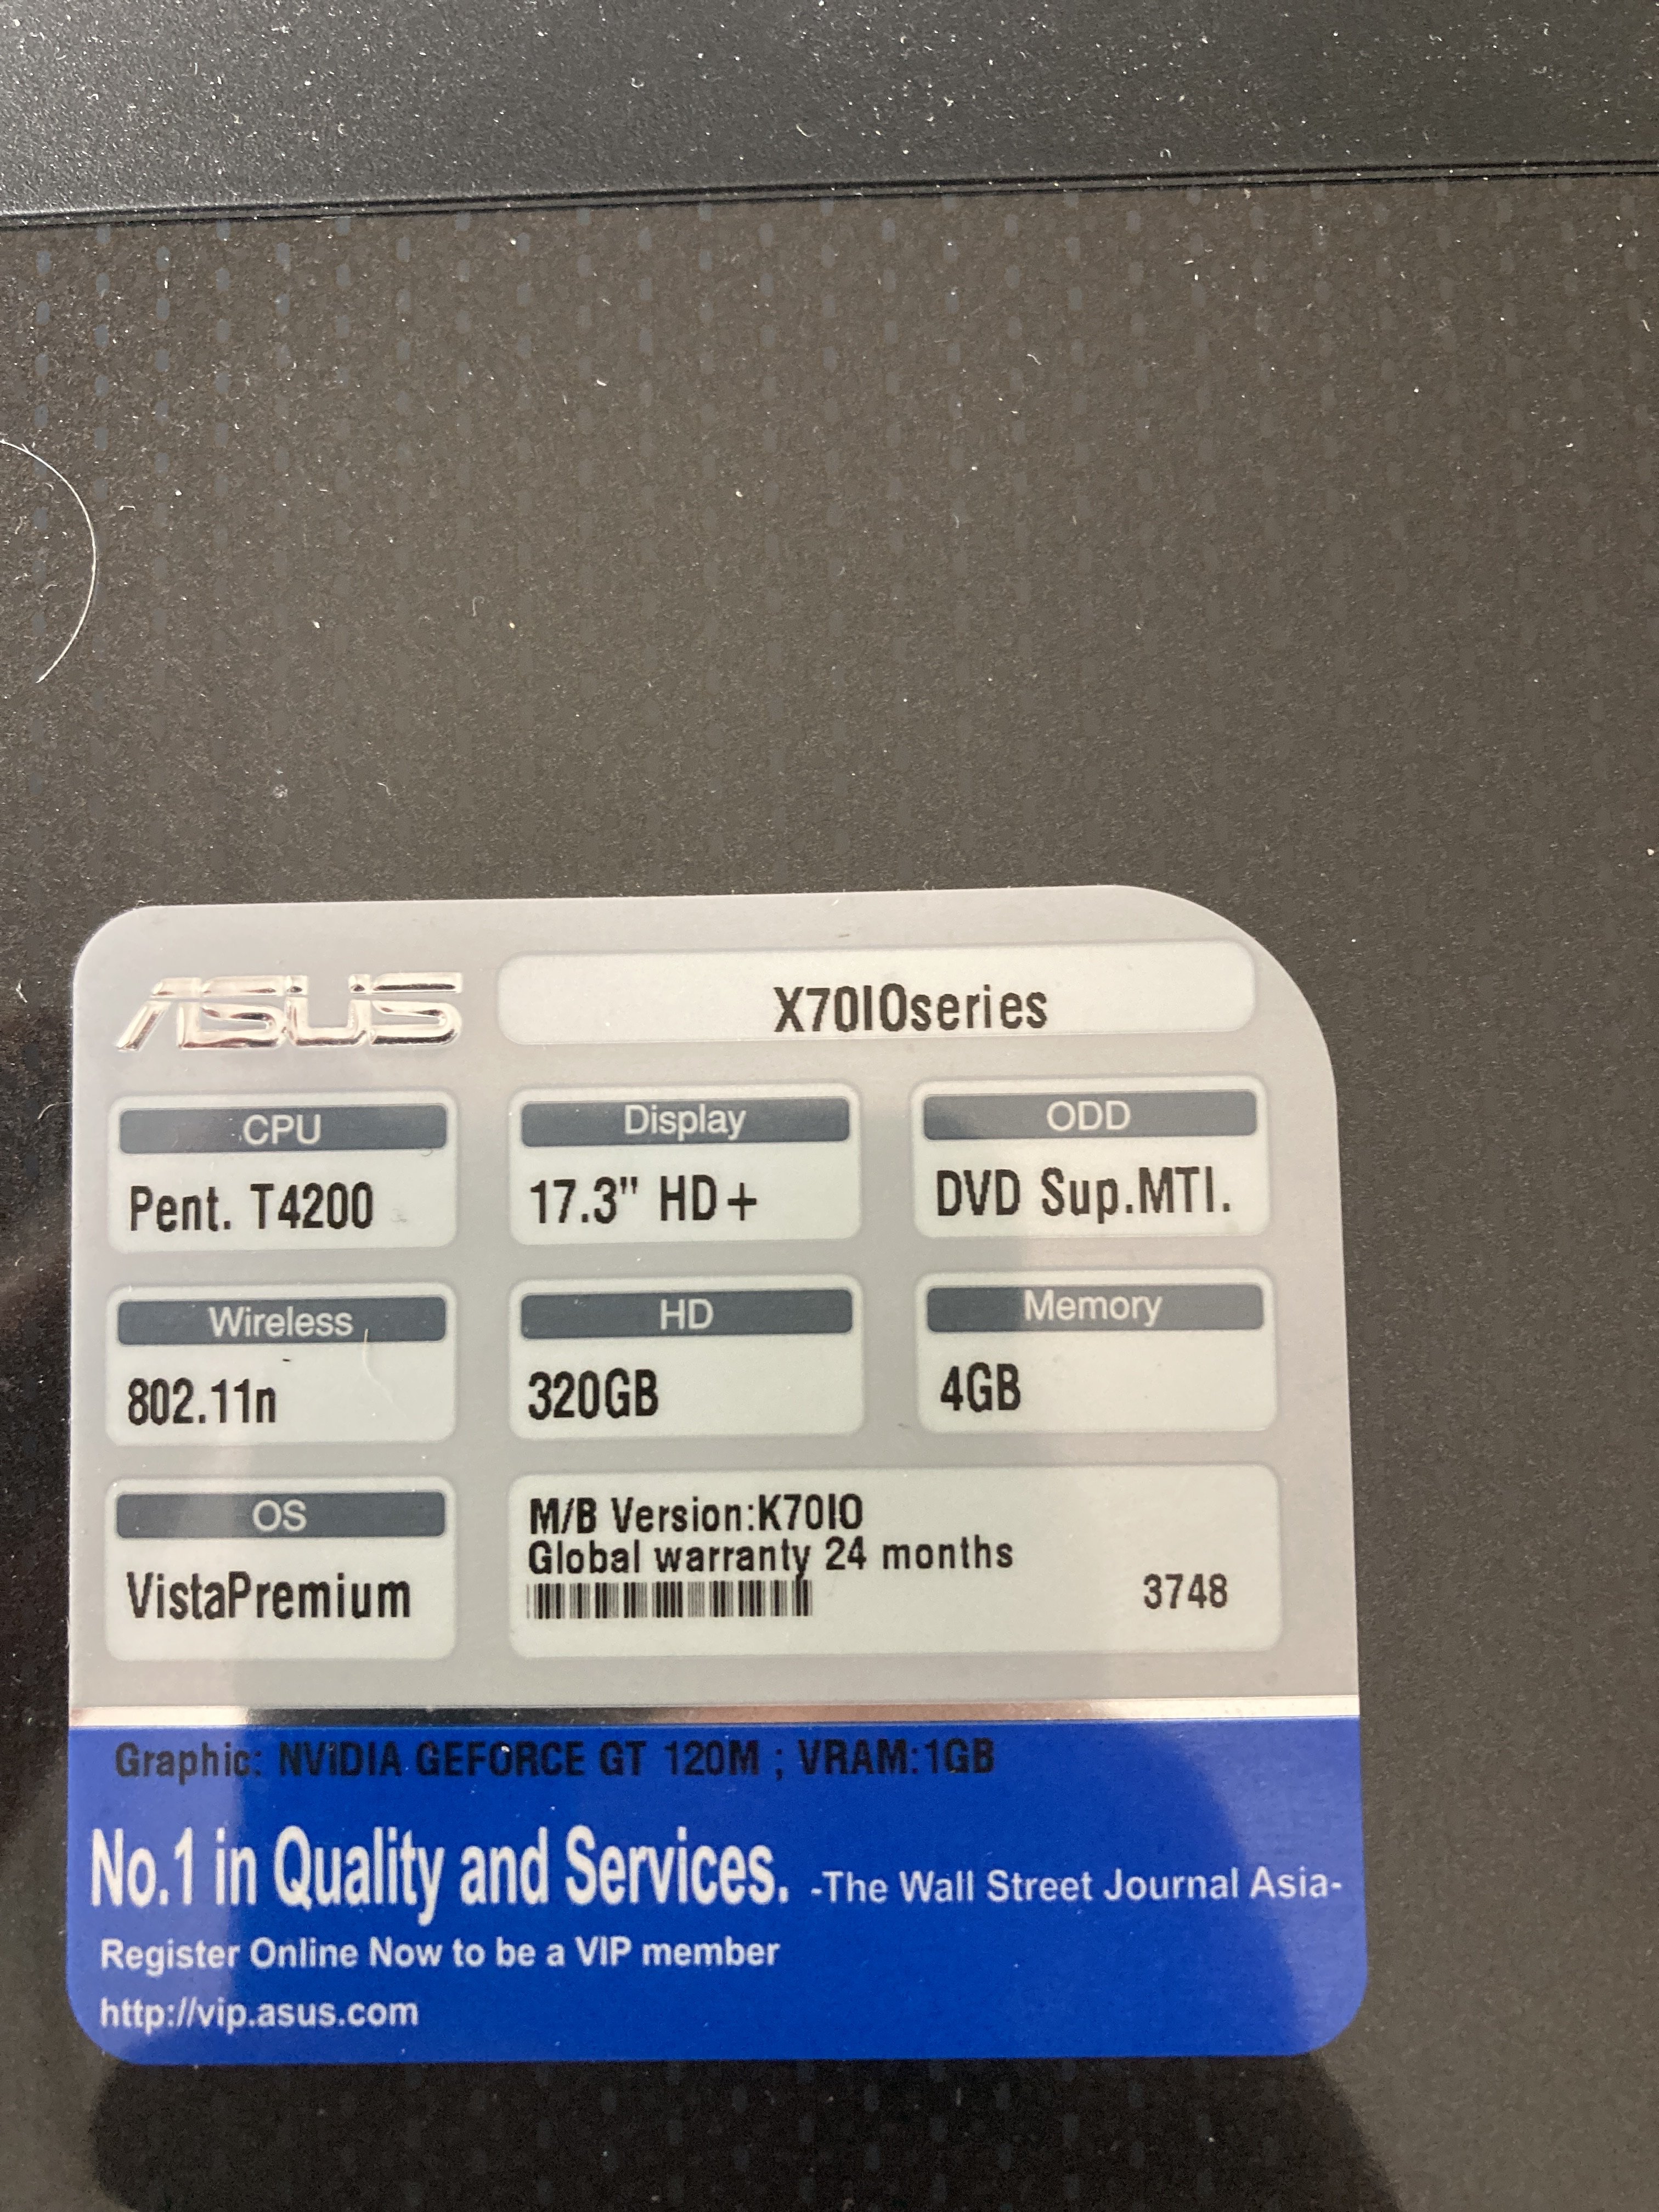 ASUS
X70IOseries
CPU
Display
ODD
Pent. T4200
17.3" HD+
DVD Sup.MTI.
Wireless
HD
Memory
802.11n
320GB
4GB
OS
VistaPremium
M/B Version:K70IO
Global warranty 24 months
3748
Graphic: NVIDIA GEFORCE GT 120M ; VRAM:1GB
No.1 in Quality and Services. -The Wall Street Journal Asia-
Register Online Now to be a VIP member
http://vip.asus.com